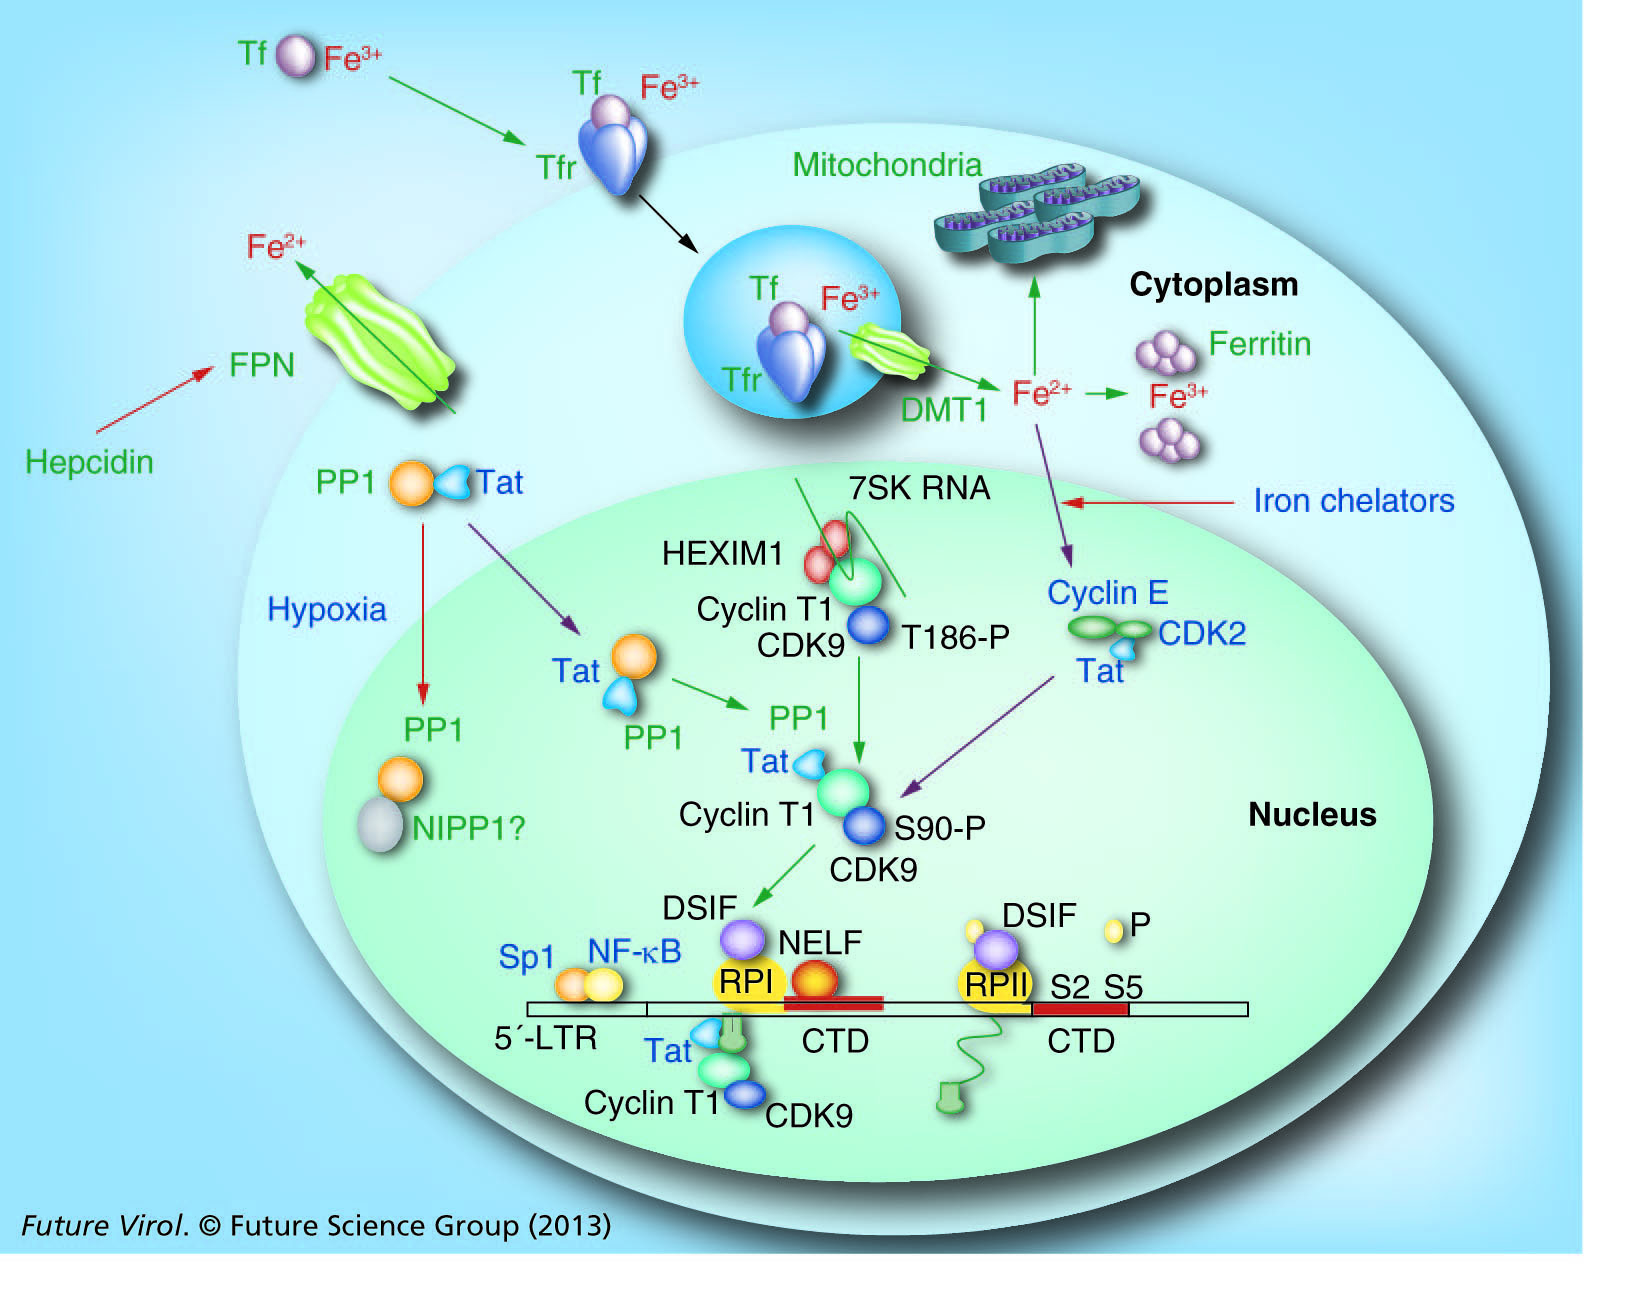 Tf Fe³⁺
Tf Fe³⁺
Tfr
Mitochondria
Fe²⁺
Cytoplasm
Tf Fe³⁺
Ferritin
FPN
Tfr
DMT1
Fe²⁺
Fe³⁺
Hepcidin
PP1 Tat
7SK RNA
Iron chelators
HEXIM1
Hypoxia
Cyclin T1
CDK9
T186-P
Cyclin E
CDK2
Tat
Tat
PP1
PP1
PP1
Tat
Cyclin T1
S90-P
CDK9
Nucleus
NIPP1?
DSIF
NELF
DSIF
P
Sp1
NF-κB
RPI
RPII
S2 S5
5´-LTR
Tat
CTD
CTD
Cyclin T1
CDK9
Future Virol. © Future Science Group (2013)